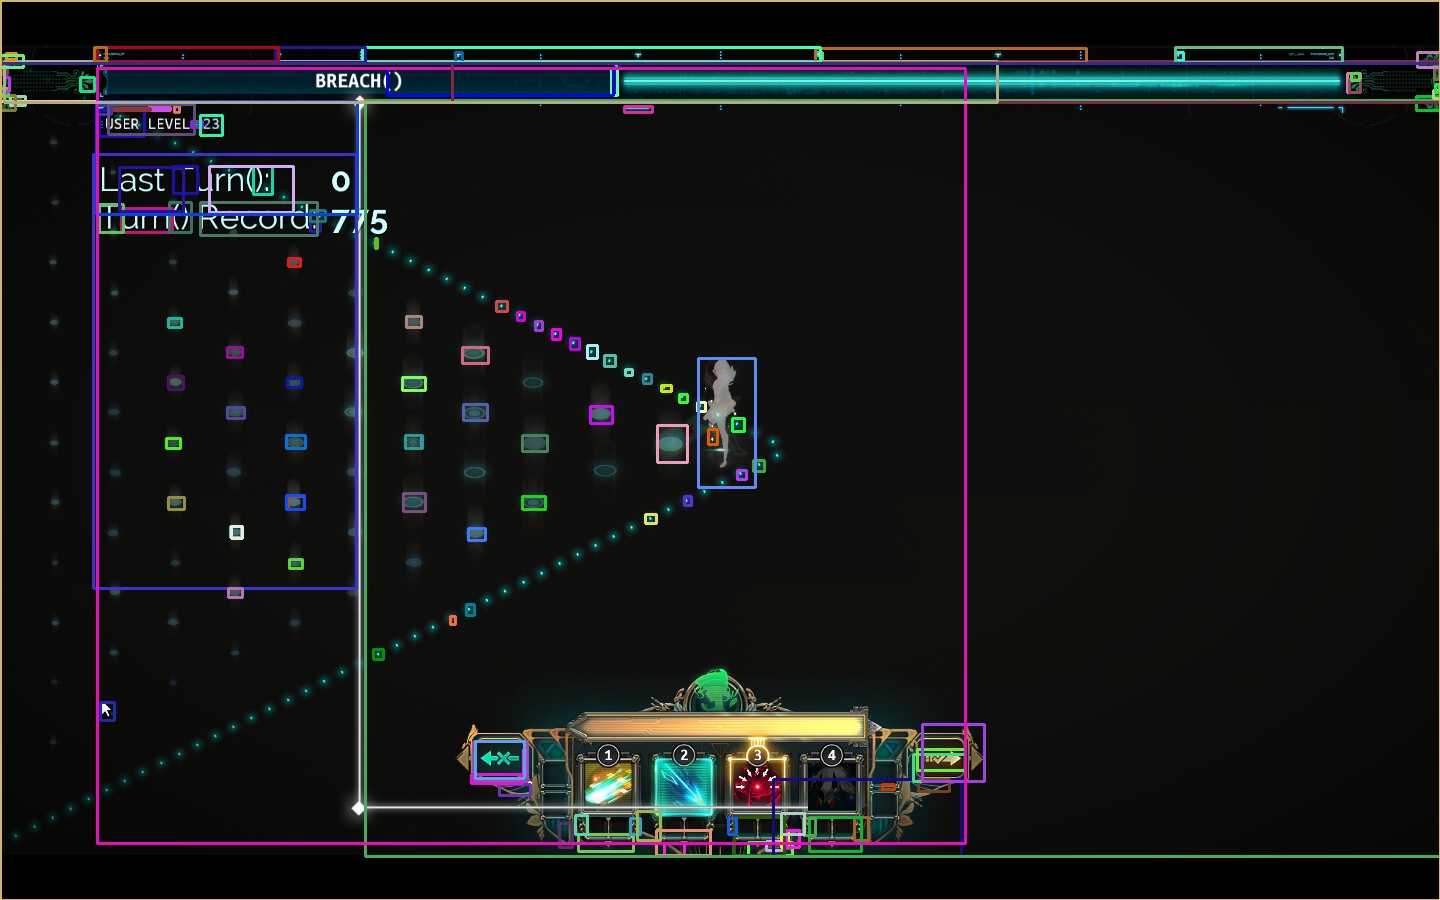 BREACH()
USER LEVEL 23
Last Turn(): 0
Turn() Record: 775
1 2 3 4